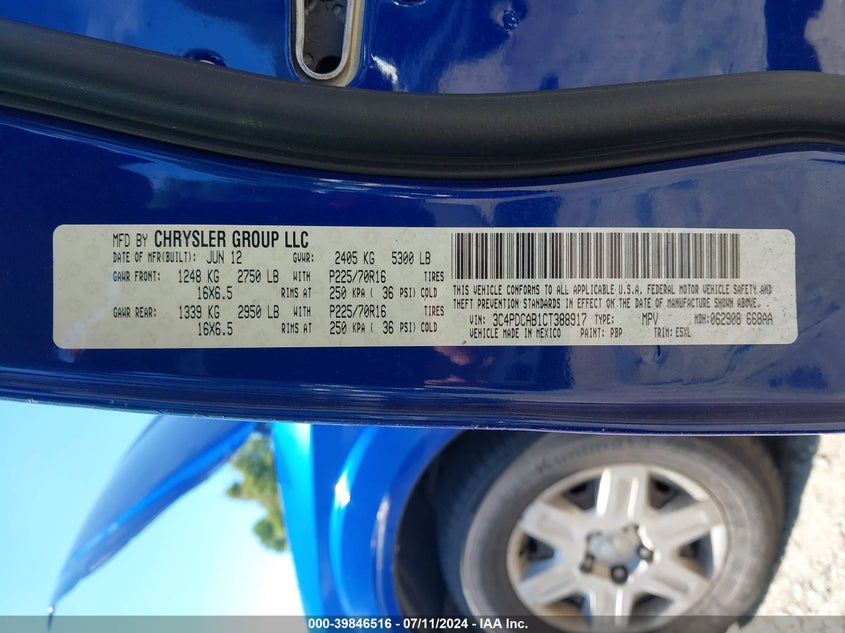 MFD BY CHRYSLER GROUP LLC
DATE OF MFR(BUILT): JUN 12 GVWR: 2405 KG 5300 LB
GAWR FRONT: 1248 KG 2750 LB WITH P225/70R16 TIRES
16X6.5 RIMS AT 250 KPA ( 36 PSI) COLD
GAWR REAR: 1339 KG 2950 LB WITH P225/70R16 TIRES
16X6.5 RIMS AT 250 KPA ( 36 PSI) COLD
THIS VEHICLE CONFORMS TO ALL APPLICABLE U.S.A. FEDERAL MOTOR VEHICLE SAFETY AND
THEFT PREVENTION STANDARDS IN EFFECT ON THE DATE OF MANUFACTURE SHOWN ABOVE.
VIN: 3C4PDCAB1CT388917 TYPE: MPV MDH: 062908 668AA
VEHICLE MADE IN MEXICO PAINT: PBP TRIM: E5XL
000-39846516 - 07/11/2024 - IAA Inc.